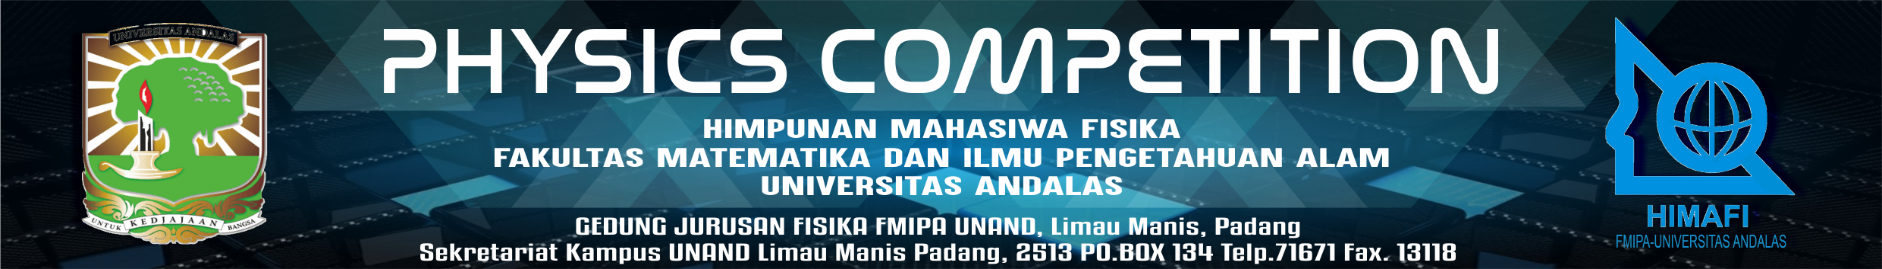 UNIVERSITAS ANDALAS
UNTUK KEDJAJAAN BANGSA
PHYSICS COMPETITION
HIMPUNAN MAHASIWA FISIKA
FAKULTAS MATEMATIKA DAN ILMU PENGETAHUAN ALAM
UNIVERSITAS ANDALAS
GEDUNG JURUSAN FISIKA FMIPA UNAND, Limau Manis, Padang
Sekretariat Kampus UNAND Limau Manis Padang, 2513 PO.BOX 134 Telp.71671 Fax. 13118
HIMAFI
FMIPA-UNIVERSITAS ANDALAS